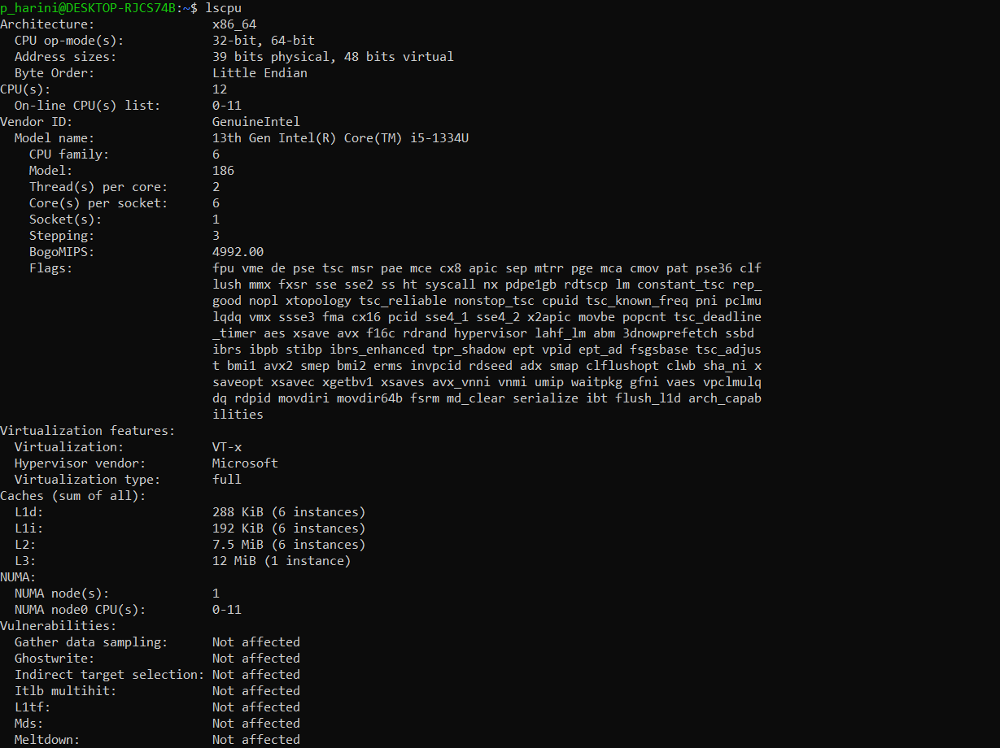 p_harini@DESKTOP-RJCS74B:~$ lscpu
Architecture: x86_64
CPU op-mode(s): 32-bit, 64-bit
Address sizes: 39 bits physical, 48 bits virtual
Byte Order: Little Endian
CPU(s): 12
On-line CPU(s) list: 0-11
Vendor ID: GenuineIntel
Model name: 13th Gen Intel(R) Core(TM) i5-1334U
CPU family: 6
Model: 186
Thread(s) per core: 2
Core(s) per socket: 6
Socket(s): 1
Stepping: 3
BogoMIPS: 4992.00
Flags: fpu vme de pse tsc msr pae mce cx8 apic sep mtrr pge mca cmov pat pse36 clf
lush mmx fxsr sse sse2 ss ht syscall nx pdpe1gb rdtscp lm constant_tsc rep_
good nopl xtopology tsc_reliable nonstop_tsc cpuid tsc_known_freq pni pclmu
lqdq vmx ssse3 fma cx16 pcid sse4_1 sse4_2 x2apic movbe popcnt tsc_deadline
_timer aes xsave avx f16c rdrand hypervisor lahf_lm abm 3dnowprefetch ssbd
ibrs ibpb stibp ibrs_enhanced tpr_shadow ept vpid ept_ad fsgsbase tsc_adjus
t bmi1 avx2 smep bmi2 erms invpcid rdseed adx smap clflushopt clwb sha_ni x
saveopt xsavec xgetbv1 xsaves avx_vnni vnmi umip waitpkg gfni vaes vpclmulq
dq rdpid movdiri movdir64b fsrm md_clear serialize ibt flush_l1d arch_capab
ilities
Virtualization features:
Virtualization: VT-x
Hypervisor vendor: Microsoft
Virtualization type: full
Caches (sum of all):
L1d: 288 KiB (6 instances)
L1i: 192 KiB (6 instances)
L2: 7.5 MiB (6 instances)
L3: 12 MiB (1 instance)
NUMA:
NUMA node(s): 1
NUMA node0 CPU(s): 0-11
Vulnerabilities:
Gather data sampling: Not affected
Ghostwrite: Not affected
Indirect target selection: Not affected
Itlb multihit: Not affected
L1tf: Not affected
Mds: Not affected
Meltdown: Not affected